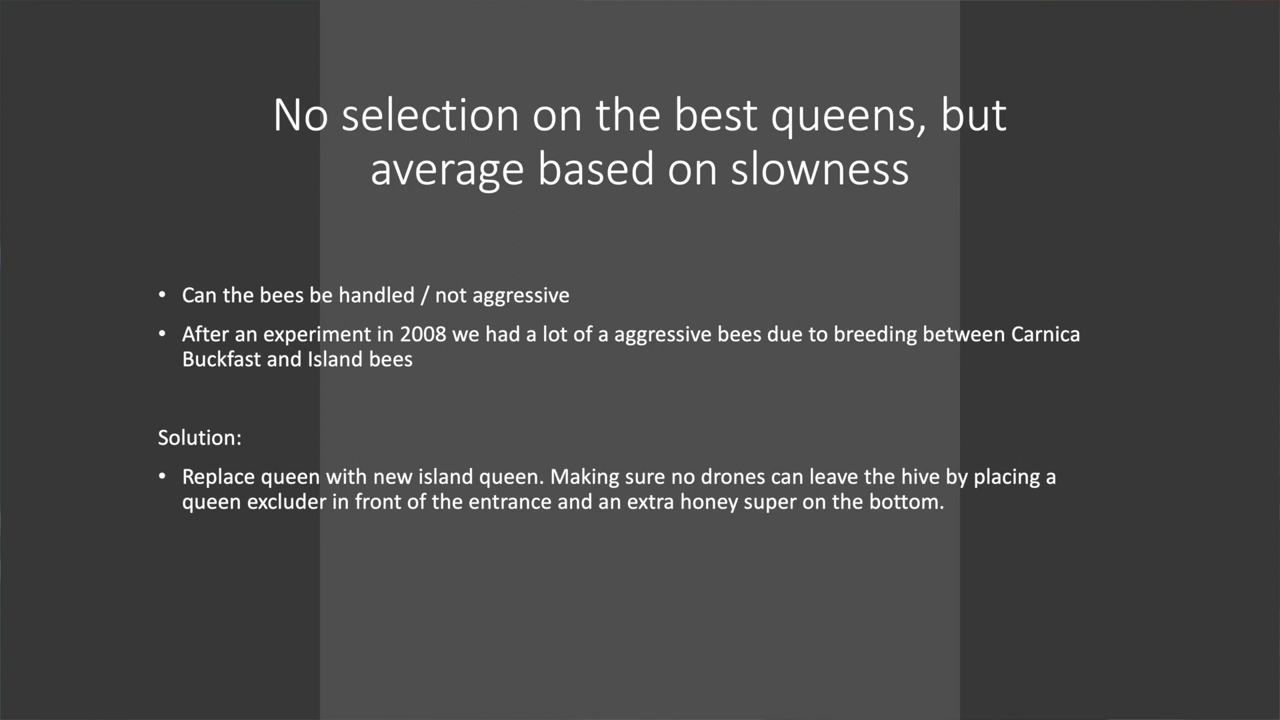 No selection on the best queens, but
average based on slowness
• Can the bees be handled / not aggressive
• After an experiment in 2008 we had a lot of a aggressive bees due to breeding between Carnica
Buckfast and Island bees
Solution:
• Replace queen with new island queen. Making sure no drones can leave the hive by placing a
queen excluder in front of the entrance and an extra honey super on the bottom.